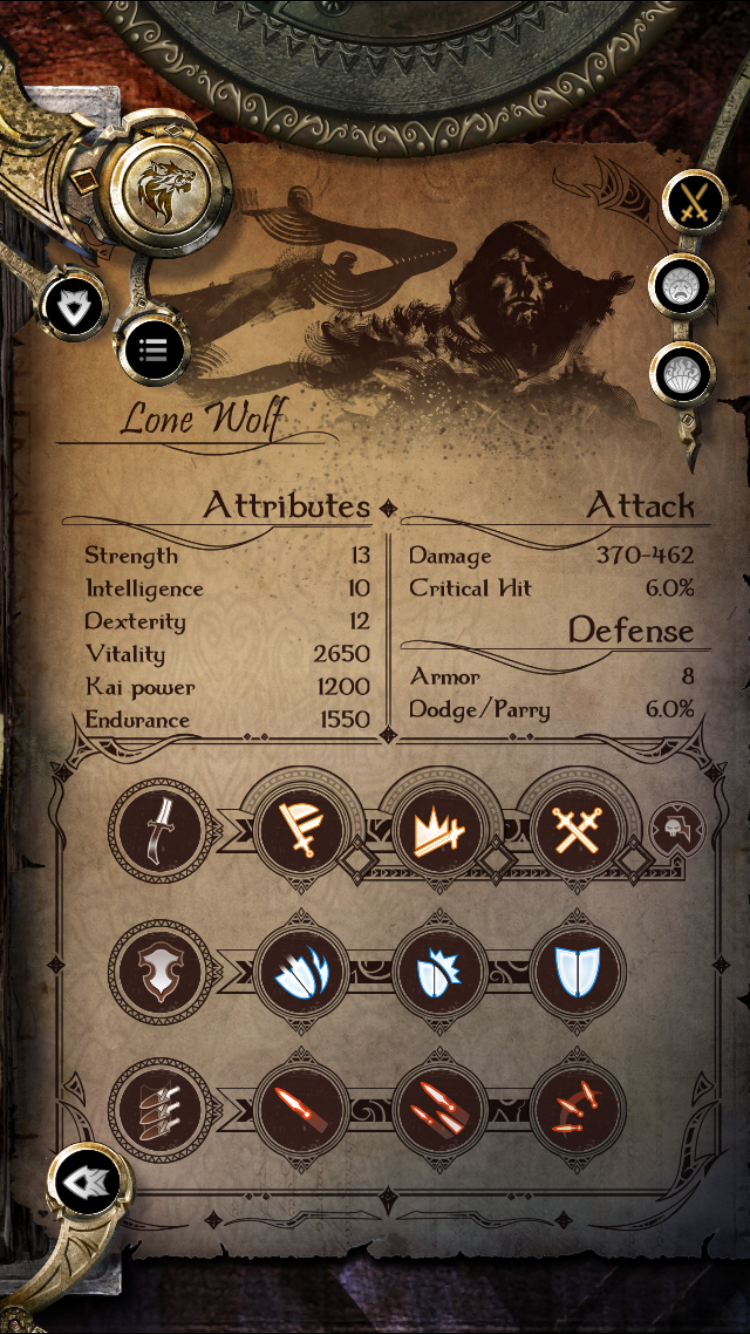 Lone Wolf
Attributes
Strength 13
Intelligence 10
Dexterity 12
Vitality 2650
Kai power 1200
Endurance 1550
Attack
Damage 370-462
Critical Hit 6.0%
Defense
Armor 8
Dodge/Parry 6.0%